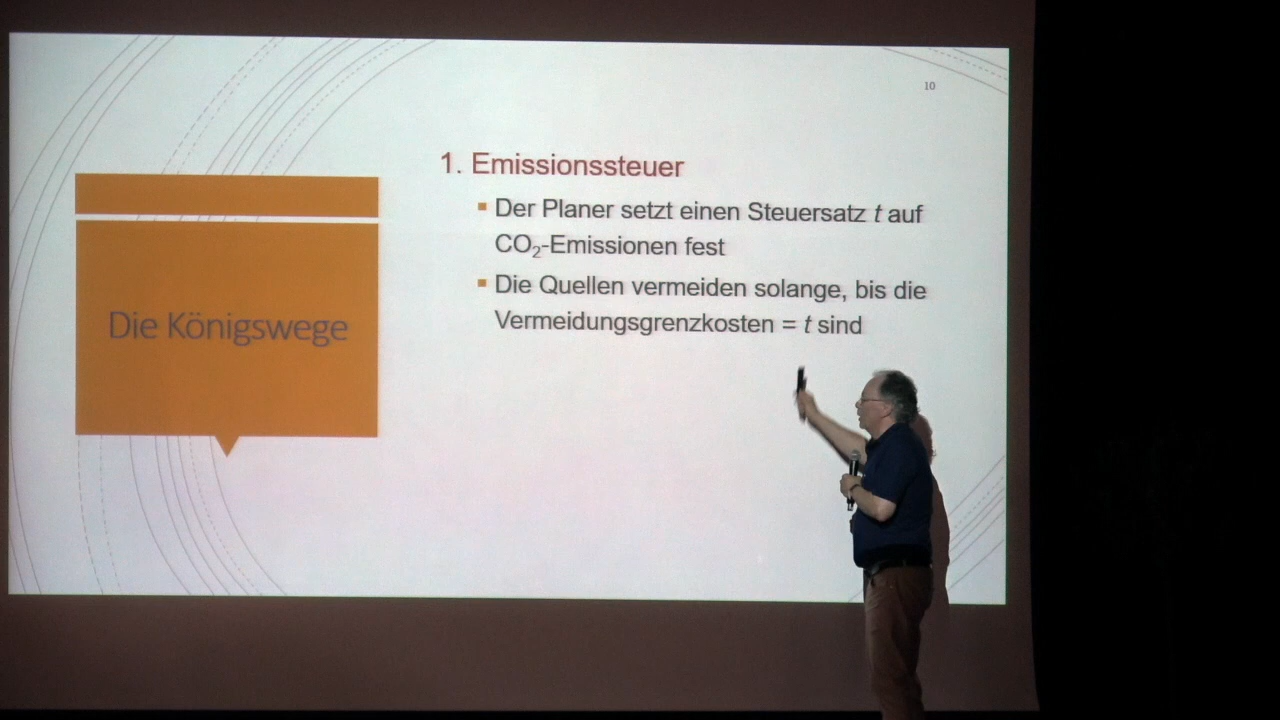 10
Die Königswege
1. Emissionssteuer
▪ Der Planer setzt einen Steuersatz t auf
CO₂-Emissionen fest
▪ Die Quellen vermeiden solange, bis die
Vermeidungsgrenzkosten = t sind